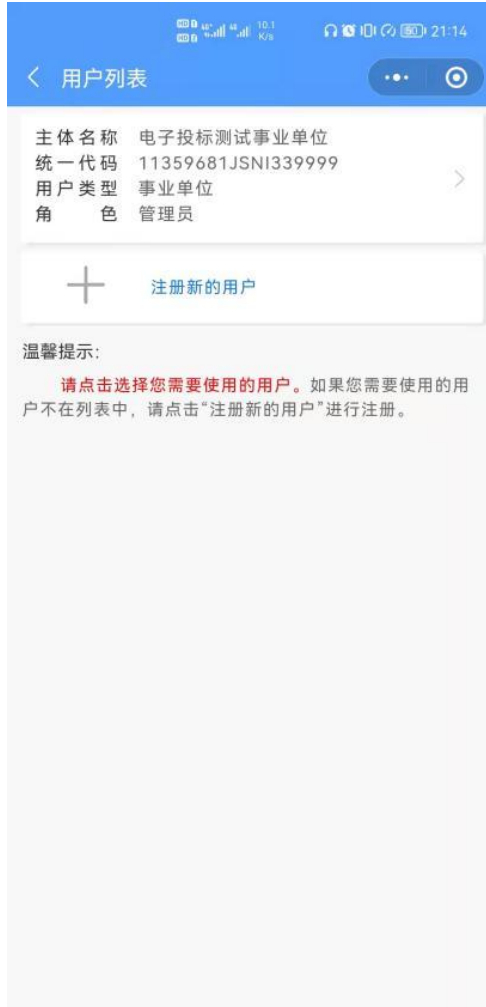 10.1
K/s
80
21:14
用户列表
主体名称 电子投标测试事业单位
统一代码 11359681JSNI339999
用户类型 事业单位
角 色 管理员
注册新的用户
温馨提示:
请点击选择您需要使用的用户。如果您需要使用的用
户不在列表中，请点击“注册新的用户”进行注册。